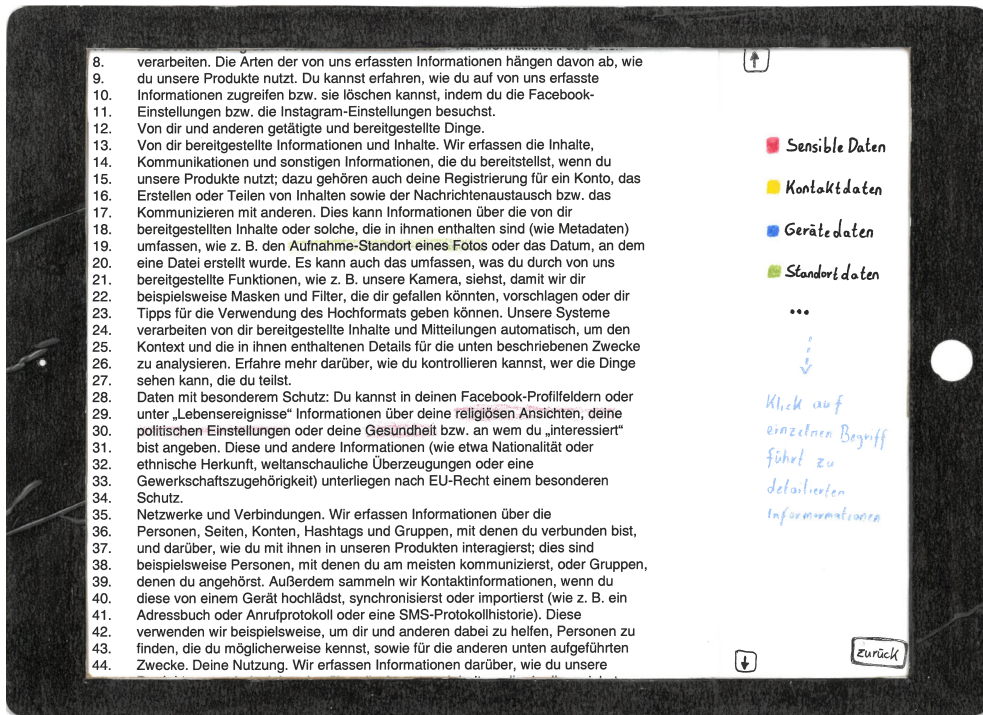 8. verarbeiten. Die Arten der von uns erfassten Informationen hängen davon ab, wie
9. du unsere Produkte nutzt. Du kannst erfahren, wie du auf von uns erfasste
10. Informationen zugreifen bzw. sie löschen kannst, indem du die Facebook-
11. Einstellungen bzw. die Instagram-Einstellungen besuchst.
12. Von dir und anderen getätigte und bereitgestellte Dinge.
13. Von dir bereitgestellte Informationen und Inhalte. Wir erfassen die Inhalte,
14. Kommunikationen und sonstigen Informationen, die du bereitstellst, wenn du
15. unsere Produkte nutzt; dazu gehören auch deine Registrierung für ein Konto, das
16. Erstellen oder Teilen von Inhalten sowie der Nachrichtenaustausch bzw. das
17. Kommunizieren mit anderen. Dies kann Informationen über die von dir
18. bereitgestellten Inhalte oder solche, die in ihnen enthalten sind (wie Metadaten)
19. umfassen, wie z. B. den Aufnahme-Standort eines Fotos oder das Datum, an dem
20. eine Datei erstellt wurde. Es kann auch das umfassen, was du durch von uns
21. bereitgestellte Funktionen, wie z. B. unsere Kamera, siehst, damit wir dir
22. beispielsweise Masken und Filter, die dir gefallen könnten, vorschlagen oder dir
23. Tipps für die Verwendung des Hochformats geben können. Unsere Systeme
24. verarbeiten von dir bereitgestellte Inhalte und Mitteilungen automatisch, um den
25. Kontext und die in ihnen enthaltenen Details für die unten beschriebenen Zwecke
26. zu analysieren. Erfahre mehr darüber, wie du kontrollieren kannst, wer die Dinge
27. sehen kann, die du teilst.
28. Daten mit besonderem Schutz: Du kannst in deinen Facebook-Profilfeldern oder
29. unter „Lebensereignisse“ Informationen über deine religiösen Ansichten, deine
30. politischen Einstellungen oder deine Gesundheit bzw. an wem du „interessiert“
31. bist angeben. Diese und andere Informationen (wie etwa Nationalität oder
32. ethnische Herkunft, weltanschauliche Überzeugungen oder eine
33. Gewerkschaftszugehörigkeit) unterliegen nach EU-Recht einem besonderen
34. Schutz.
35. Netzwerke und Verbindungen. Wir erfassen Informationen über die
36. Personen, Seiten, Konten, Hashtags und Gruppen, mit denen du verbunden bist,
37. und darüber, wie du mit ihnen in unseren Produkten interagierst; dies sind
38. beispielsweise Personen, mit denen du am meisten kommunizierst, oder Gruppen,
39. denen du angehörst. Außerdem sammeln wir Kontaktinformationen, wenn du
40. diese von einem Gerät hochlädst, synchronisierst oder importierst (wie z. B. ein
41. Adressbuch oder Anrufprotokoll oder eine SMS-Protokollhistorie). Diese
42. verwenden wir beispielsweise, um dir und anderen dabei zu helfen, Personen zu
43. finden, die du möglicherweise kennst, sowie für die anderen unten aufgeführten
44. Zwecke. Deine Nutzung. Wir erfassen Informationen darüber, wie du unsere
Sensible Daten
Kontaktdaten
Gerätedaten
Standortdaten
...
Klick auf
einzelnen Begriff
führt zu
detailierten
Informormationen
zurück